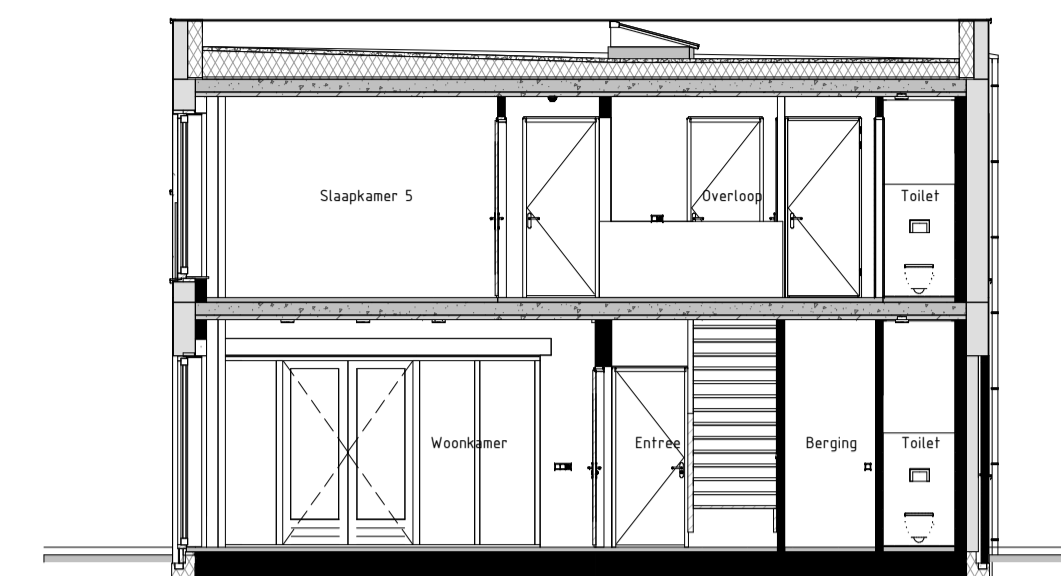 Slaapkamer 5
Overloop
Toilet
Woonkamer
Entree
Berging
Toilet